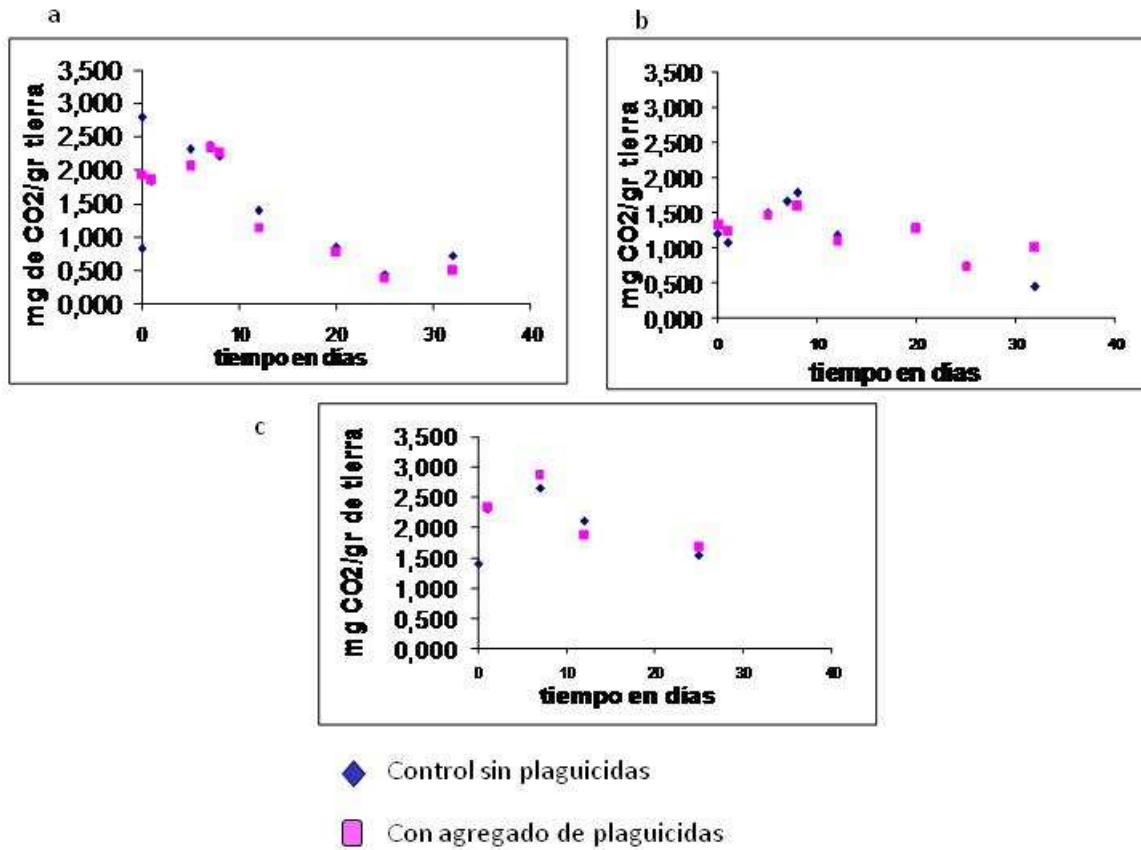 a
mg de CO2/gr tierra
3,500
3,000
2,500
2,000
1,500
1,000
0,500
0,000
0 10 20 30 40
tiempo en días
b
mg CO2/gr tierra
3,500
3,000
2,500
2,000
1,500
1,000
0,500
0,000
0 10 20 30 40
tiempo en dias
c
mg CO2/gr de tierra
3,500
3,000
2,500
2,000
1,500
1,000
0,500
0,000
0 10 20 30 40
tiempo en días
Control sin plaguicidas
Con agregado de plaguicidas